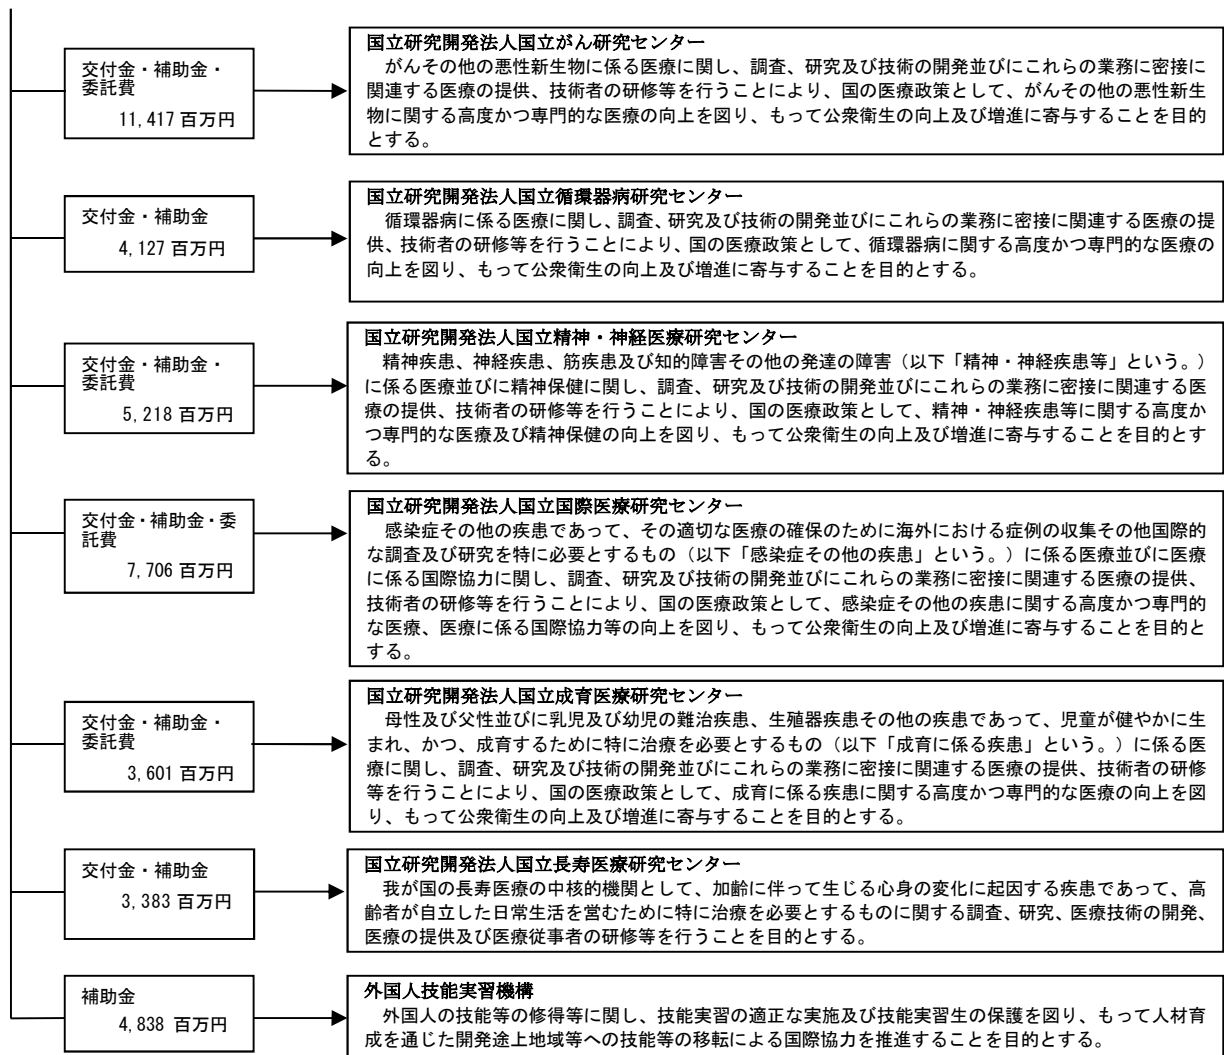 交付金・補助金・
委託費
11,417 百万円
国立研究開発法人国立がん研究センター
がんその他の悪性新生物に係る医療に関し、調査、研究及び技術の開発並びにこれらの業務に密接に
関連する医療の提供、技術者の研修等を行うことにより、国の医療政策として、がんその他の悪性新生
物に関する高度かつ専門的な医療の向上を図り、もって公衆衛生の向上及び増進に寄与することを目的
とする。
交付金・補助金
4,127 百万円
国立研究開発法人国立循環器病研究センター
循環器病に係る医療に関し、調査、研究及び技術の開発並びにこれらの業務に密接に関連する医療の提
供、技術者の研修等を行うことにより、国の医療政策として、循環器病に関する高度かつ専門的な医療の
向上を図り、もって公衆衛生の向上及び増進に寄与することを目的とする。
交付金・補助金・
委託費
5,218 百万円
国立研究開発法人国立精神・神経医療研究センター
精神疾患、神経疾患、筋疾患及び知的障害その他の発達の障害（以下「精神・神経疾患等」という。）
に係る医療並びに精神保健に関し、調査、研究及び技術の開発並びにこれらの業務に密接に関連する医
療の提供、技術者の研修等を行うことにより、国の医療政策として、精神・神経疾患等に関する高度か
つ専門的な医療及び精神保健の向上を図り、もって公衆衛生の向上及び増進に寄与することを目的とす
る。
交付金・補助金・委
託費
7,706 百万円
国立研究開発法人国立国際医療研究センター
感染症その他の疾患であって、その適切な医療の確保のために海外における症例の収集その他国際的
な調査及び研究を特に必要とするもの（以下「感染症その他の疾患」という。）に係る医療並びに医療
に係る国際協力に関し、調査、研究及び技術の開発並びにこれらの業務に密接に関連する医療の提供、
技術者の研修等を行うことにより、国の医療政策として、感染症その他の疾患に関する高度かつ専門的
な医療、医療に係る国際協力等の向上を図り、もって公衆衛生の向上及び増進に寄与することを目的と
する。
交付金・補助金・
委託費
3,601 百万円
国立研究開発法人国立成育医療研究センター
母性及び父性並びに乳児及び幼児の難治疾患、生殖器疾患その他の疾患であって、児童が健やかに生
まれ、かつ、成育するために特に治療を必要とするもの（以下「成育に係る疾患」という。）に係る医
療に関し、調査、研究及び技術の開発並びにこれらの業務に密接に関連する医療の提供、技術者の研修
等を行うことにより、国の医療政策として、成育に係る疾患に関する高度かつ専門的な医療の向上を図
り、もって公衆衛生の向上及び増進に寄与することを目的とする。
交付金・補助金
3,383 百万円
国立研究開発法人国立長寿医療研究センター
我が国の長寿医療の中核的機関として、加齢に伴って生じる心身の変化に起因する疾患であって、高
齢者が自立した日常生活を営むために特に治療を必要とするものに関する調査、研究、医療技術の開発、
医療の提供及び医療従事者の研修等を行うことを目的とする。
補助金
4,838 百万円
外国人技能実習機構
外国人の技能等の修得等に関し、技能実習の適正な実施及び技能実習生の保護を図り、もって人材育
成を通じた開発途上地域等への技能等の移転による国際協力を推進することを目的とする。